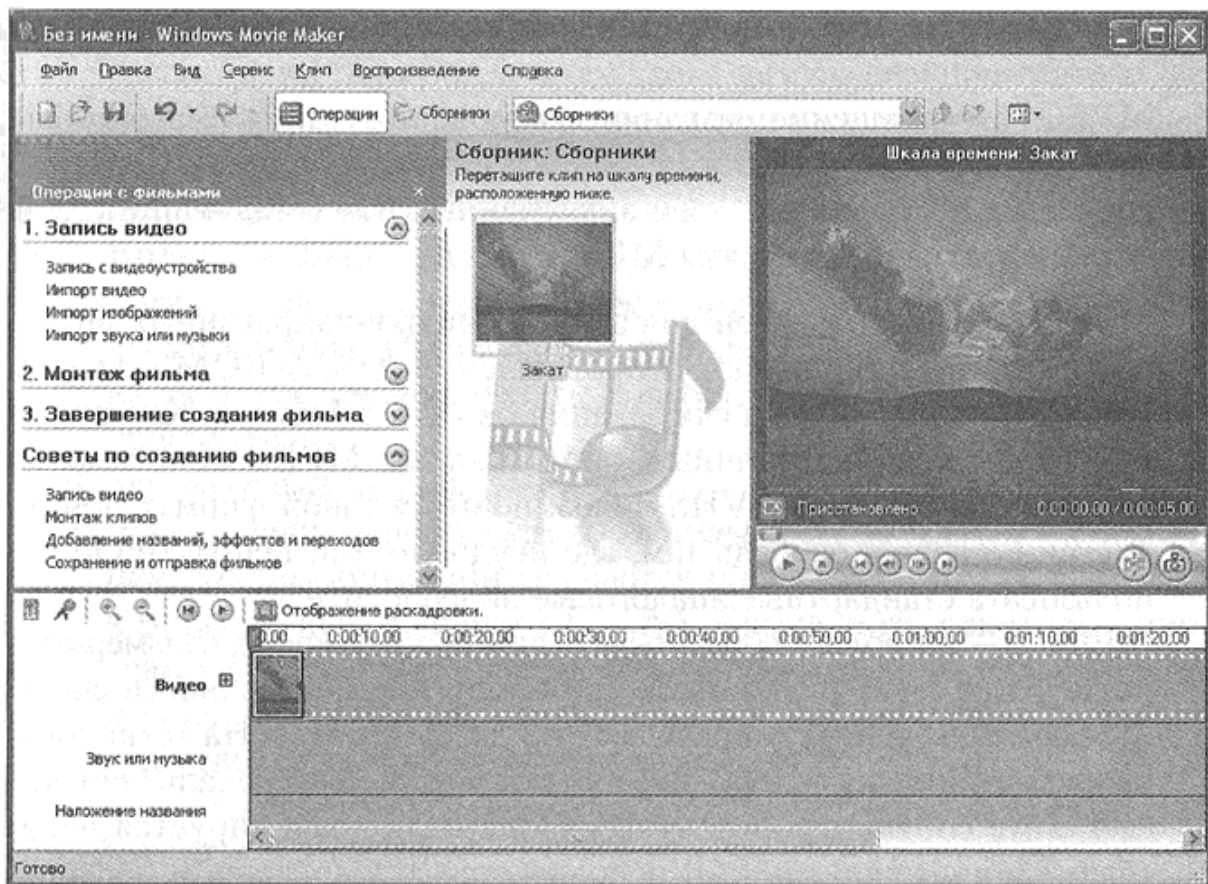 Без имени - Windows Movie Maker
Файл Правка Вид Сервис Клип Воспроизведение Справка
Операции Сборники Сборники
Операции с фильмами
1. Запись видео
Запись с видеоустройства
Импорт видео
Импорт изображений
Импорт звука или музыки
2. Монтаж фильма
3. Завершение создания фильма
Советы по созданию фильмов
Запись видео
Монтаж клипов
Добавление названий, эффектов и переходов
Сохранение и отправка фильмов
Сборник: Сборники
Перетащите клип на шкалу времени,
расположенную ниже.
Закат
Шкала времени: Закат
Приостановлено 0:00:00,00 / 0:00:05,00
Отображение раскадровки.
0,00 0:00:10,00 0:00:20,00 0:00:30,00 0:00:40,00 0:00:50,00 0:01:00,00 0:01:10,00 0:01:20,00
Видео
Звук или музыка
Наложение названия
Готово